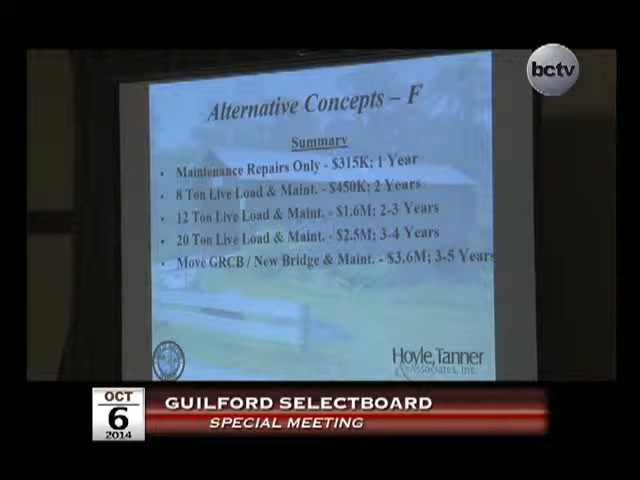 bctv
Alternative Concepts – F
Summary
• Maintenance Repairs Only - $315K; 1 Year
• 8 Ton Live Load & Maint. - $450K; 2 Years
• 12 Ton Live Load & Maint. - $1.6M; 2-3 Years
• 20 Ton Live Load & Maint. - $2.5M; 3-4 Years
• Move GRCB / New Bridge & Maint. - $3.6M; 3-5 Years
Hoyle, Tanner
& Associates, Inc.
OCT
6
2014
GUILFORD SELECTBOARD
SPECIAL MEETING